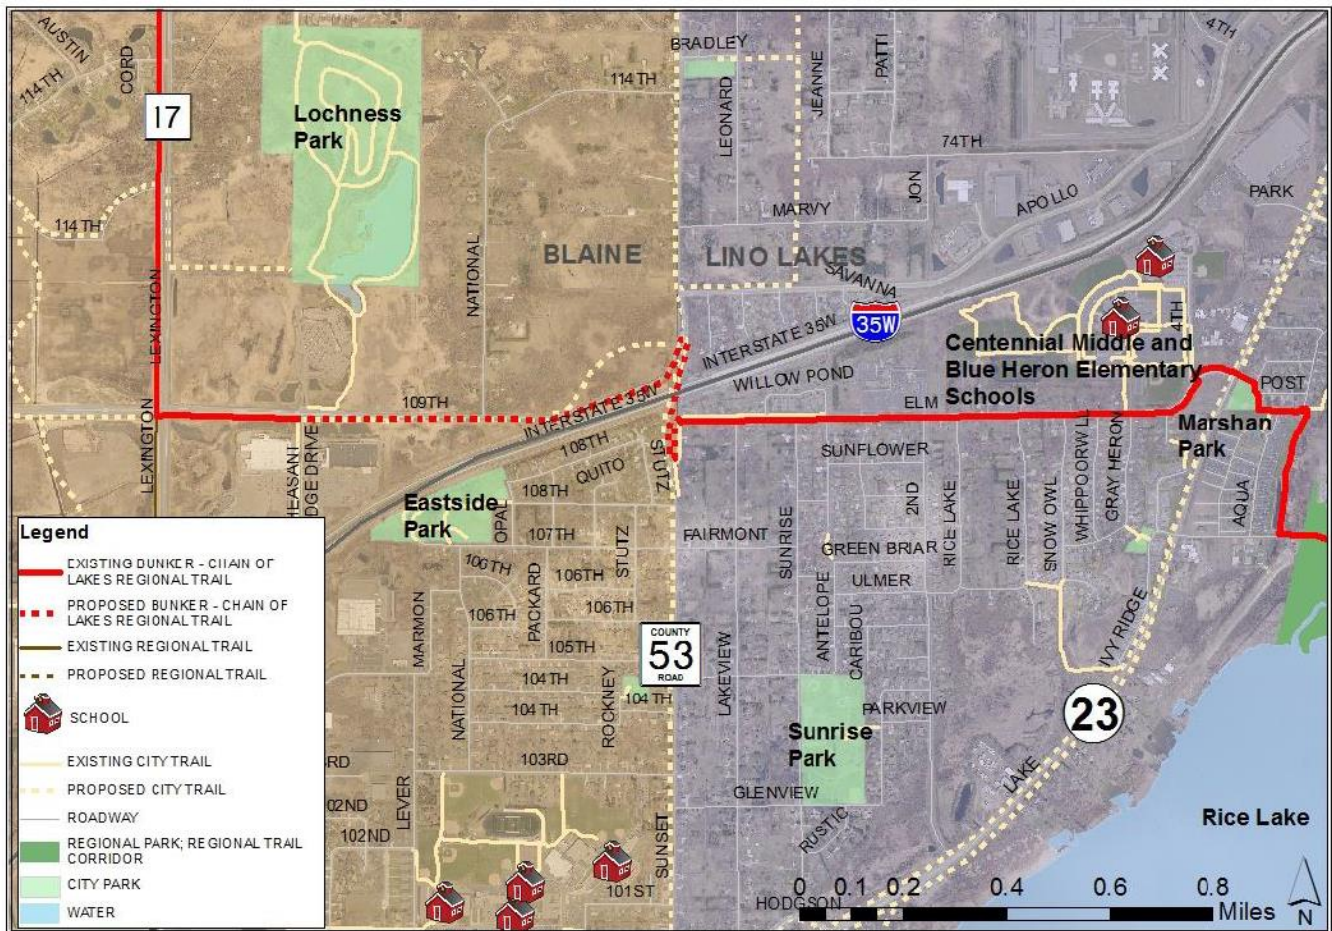 AUSTIN
114TH
CORD
17
Lochness
Park
114TH
LEXINGTON
NATIONAL
114TH
BLAINE
BRADLEY
LEONARD
JEANNE
PATTI
4TH
74TH
JON
APOLLO
PARK
MARVY
LINO LAKES
SAVANNA
35W
INTERSTATE 35W
WILLOW POND
Centennial Middle and
Blue Heron Elementary
Schools
4TH
POST
ELM
Marshan
Park
109TH
INTERSTATE 35W
LEXINGTON
HEASANT
DGE DRIVE
108TH
QUITO
STUTZ
SUNFLOWER
Eastside
Park
OPAL
108TH
107TH
STUTZ
FAIRMONT
SUNRISE
2ND
RICE LAKE
RICE LAKE
SNOW OWL
WHIPPOORWLL
GRAY HERON
AQUA
GREEN BRIAR
ULMER
106TH
106TH
106TH
106TH
PACKARD
MARMON
105TH
104TH
104TH
104TH
NATIONAL
ROCKNEY
COUNTY
53
ROAD
LAKEVIEW
ANTELOPE
CARIBOU
IVY RIDGE
23
PARKVIEW
Sunrise
Park
LAKE
GLENVIEW
RUSTIC
Rice Lake
103RD
3RD
02ND
102ND
LEVER
SUNSET
101ST
HODGSON
Legend
EXISTING BUNKER - CHAIN OF
LAKES REGIONAL TRAIL
PROPOSED BUNKER - CHAIN OF
LAKES REGIONAL TRAIL
EXISTING REGIONAL TRAIL
PROPOSED REGIONAL TRAIL
SCHOOL
EXISTING CITY TRAIL
PROPOSED CITY TRAIL
ROADWAY
REGIONAL PARK; REGIONAL TRAIL
CORRIDOR
CITY PARK
WATER
0 0.1 0.2 0.4 0.6 0.8
Miles
N